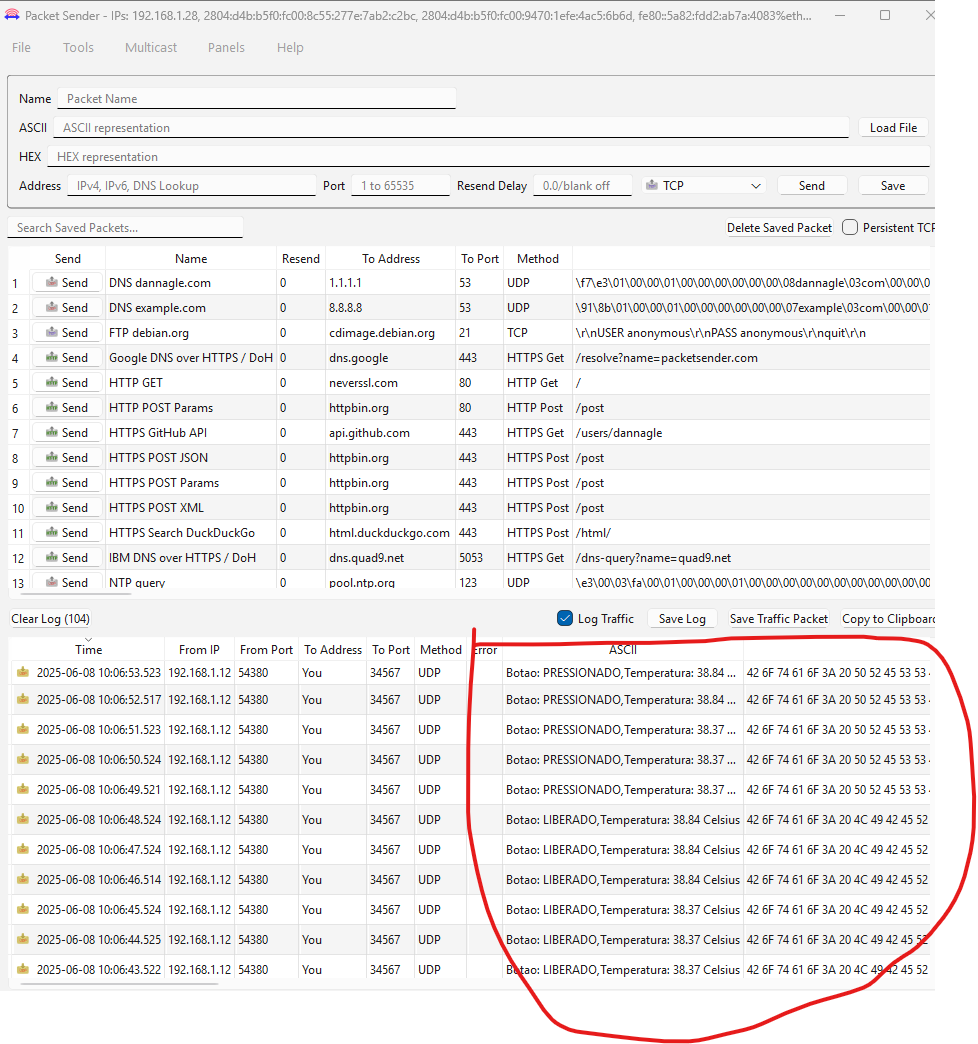 Packet Sender - IPs: 192.168.1.28, 2804:d4b:b5f0:fc00:8c55:277e:7ab2:c2bc, 2804:d4b:b5f0:fc00:9470:1efe:4ac5:6b6d, fe80::5a82:fdd2:ab7a:4083%eth...
File Tools Multicast Panels Help
Name Packet Name
ASCII ASCII representation Load File
HEX HEX representation
Address IPv4, IPv6, DNS Lookup Port 1 to 65535 Resend Delay 0.0/blank off TCP Send Save
Search Saved Packets... Delete Saved Packet Persistent TCP
Send Name Resend To Address To Port Method
1 Send DNS dannagle.com 0 1.1.1.1 53 UDP \f7\e3\01\00\00\01\00\00\00\00\00\00\08dannagle\03com\00\00\0
2 Send DNS example.com 0 8.8.8.8 53 UDP \91\8b\01\00\00\01\00\00\00\00\00\00\07example\03com\00\00\01
3 Send FTP debian.org 0 cdimage.debian.org 21 TCP \r\nUSER anonymous\r\nPASS anonymous\r\nquit\r\n
4 Send Google DNS over HTTPS / DoH 0 dns.google 443 HTTPS Get /resolve?name=packetsender.com
5 Send HTTP GET 0 neverssl.com 80 HTTP Get /
6 Send HTTP POST Params 0 httpbin.org 80 HTTP Post /post
7 Send HTTPS GitHub API 0 api.github.com 443 HTTPS Get /users/dannagle
8 Send HTTPS POST JSON 0 httpbin.org 443 HTTPS Post /post
9 Send HTTPS POST Params 0 httpbin.org 443 HTTPS Post /post
10 Send HTTPS POST XML 0 httpbin.org 443 HTTPS Post /post
11 Send HTTPS Search DuckDuckGo 0 html.duckduckgo.com 443 HTTPS Post /html/
12 Send IBM DNS over HTTPS / DoH 0 dns.quad9.net 5053 HTTPS Get /dns-query?name=quad9.net
13 Send NTP query 0 pool.ntp.org 123 UDP \e3\00\03\fa\00\01\00\00\00\01\00\00\00\00\00\00\00\00\00\00\00
Clear Log (104) Log Traffic Save Log Save Traffic Packet Copy to Clipboard
Time From IP From Port To Address To Port Method Error ASCII
2025-06-08 10:06:53.523 192.168.1.12 54380 You 34567 UDP Botao: PRESSIONADO,Temperatura: 38.84 ... 42 6F 74 61 6F 3A 20 50 52 45 53 53
2025-06-08 10:06:52.517 192.168.1.12 54380 You 34567 UDP Botao: PRESSIONADO,Temperatura: 38.84 ... 42 6F 74 61 6F 3A 20 50 52 45 53 53
2025-06-08 10:06:51.523 192.168.1.12 54380 You 34567 UDP Botao: PRESSIONADO,Temperatura: 38.37 ... 42 6F 74 61 6F 3A 20 50 52 45 53 53
2025-06-08 10:06:50.524 192.168.1.12 54380 You 34567 UDP Botao: PRESSIONADO,Temperatura: 38.37 ... 42 6F 74 61 6F 3A 20 50 52 45 53 53
2025-06-08 10:06:49.521 192.168.1.12 54380 You 34567 UDP Botao: PRESSIONADO,Temperatura: 38.37 ... 42 6F 74 61 6F 3A 20 50 52 45 53 53
2025-06-08 10:06:48.524 192.168.1.12 54380 You 34567 UDP Botao: LIBERADO,Temperatura: 38.84 Celsius 42 6F 74 61 6F 3A 20 4C 49 42 45 52
2025-06-08 10:06:47.524 192.168.1.12 54380 You 34567 UDP Botao: LIBERADO,Temperatura: 38.84 Celsius 42 6F 74 61 6F 3A 20 4C 49 42 45 52
2025-06-08 10:06:46.514 192.168.1.12 54380 You 34567 UDP Botao: LIBERADO,Temperatura: 38.84 Celsius 42 6F 74 61 6F 3A 20 4C 49 42 45 52
2025-06-08 10:06:45.524 192.168.1.12 54380 You 34567 UDP Botao: LIBERADO,Temperatura: 38.37 Celsius 42 6F 74 61 6F 3A 20 4C 49 42 45 52
2025-06-08 10:06:44.525 192.168.1.12 54380 You 34567 UDP Botao: LIBERADO,Temperatura: 38.37 Celsius 42 6F 74 61 6F 3A 20 4C 49 42 45 52
2025-06-08 10:06:43.522 192.168.1.12 54380 You 34567 UDP Botao: LIBERADO,Temperatura: 38.37 Celsius 42 6F 74 61 6F 3A 20 4C 49 42 45 52